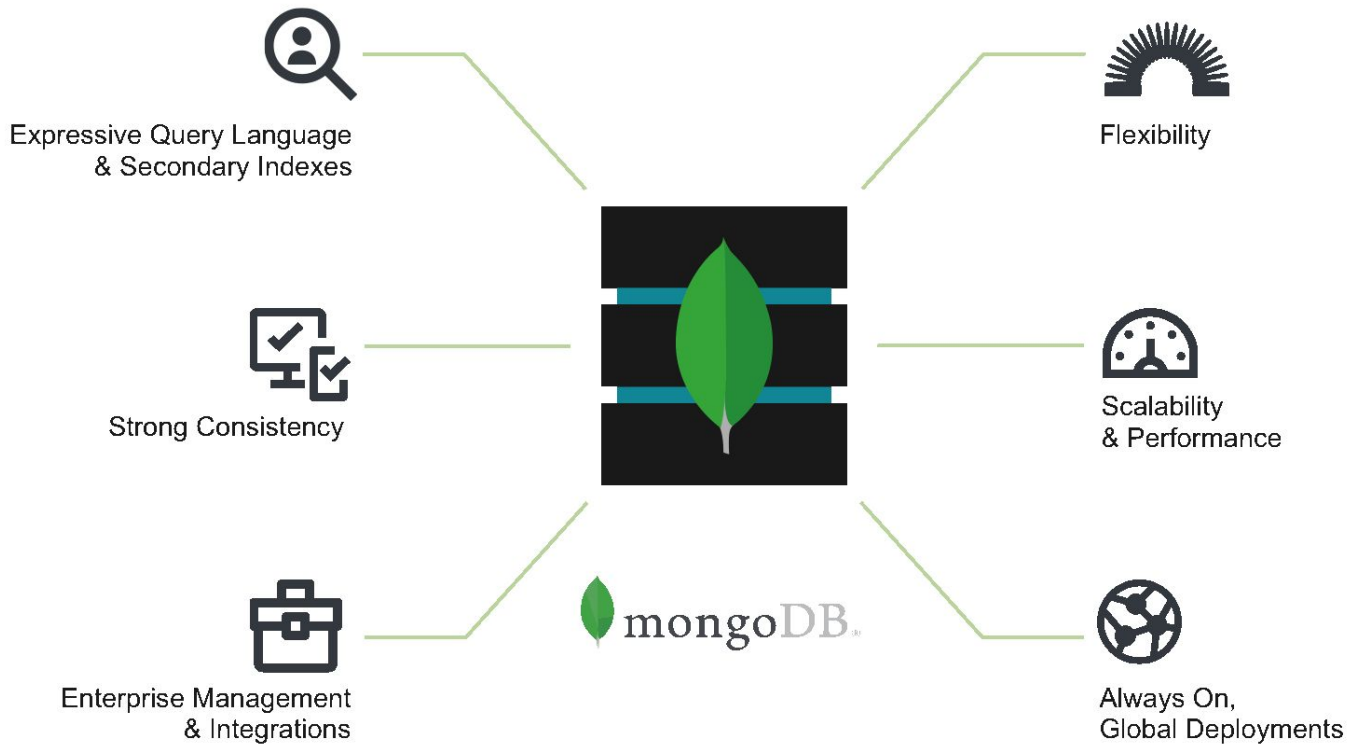 Expressive Query Language
& Secondary Indexes
Flexibility
Strong Consistency
Scalability
& Performance
mongoDB
Enterprise Management
& Integrations
Always On,
Global Deployments